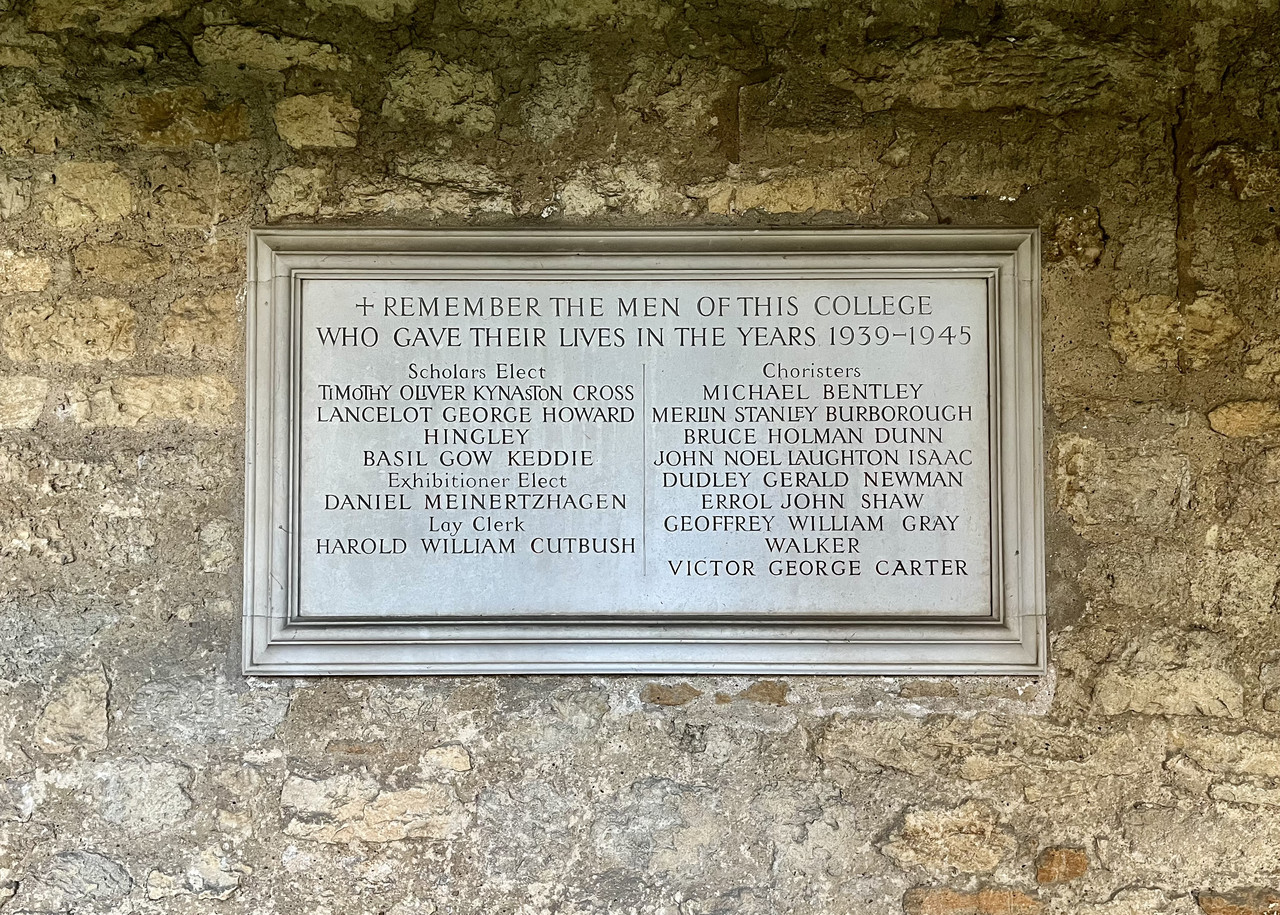 + REMEMBER THE MEN OF THIS COLLEGE
WHO GAVE THEIR LIVES IN THE YEARS 1939–1945
Scholars Elect
TIMOTHY OLIVER KYNASTON CROSS
LANCELOT GEORGE HOWARD
HINGLEY
BASIL GOW KEDDIE
Exhibitioner Elect
DANIEL MEINERTZHAGEN
Lay Clerk
HAROLD WILLIAM CUTBUSH
Choristers
MICHAEL BENTLEY
MERLIN STANLEY BURBOROUGH
BRUCE HOLMAN DUNN
JOHN NOEL LAUGHTON ISAAC
DUDLEY GERALD NEWMAN
ERROL JOHN SHAW
GEOFFREY WILLIAM GRAY
WALKER
VICTOR GEORGE CARTER